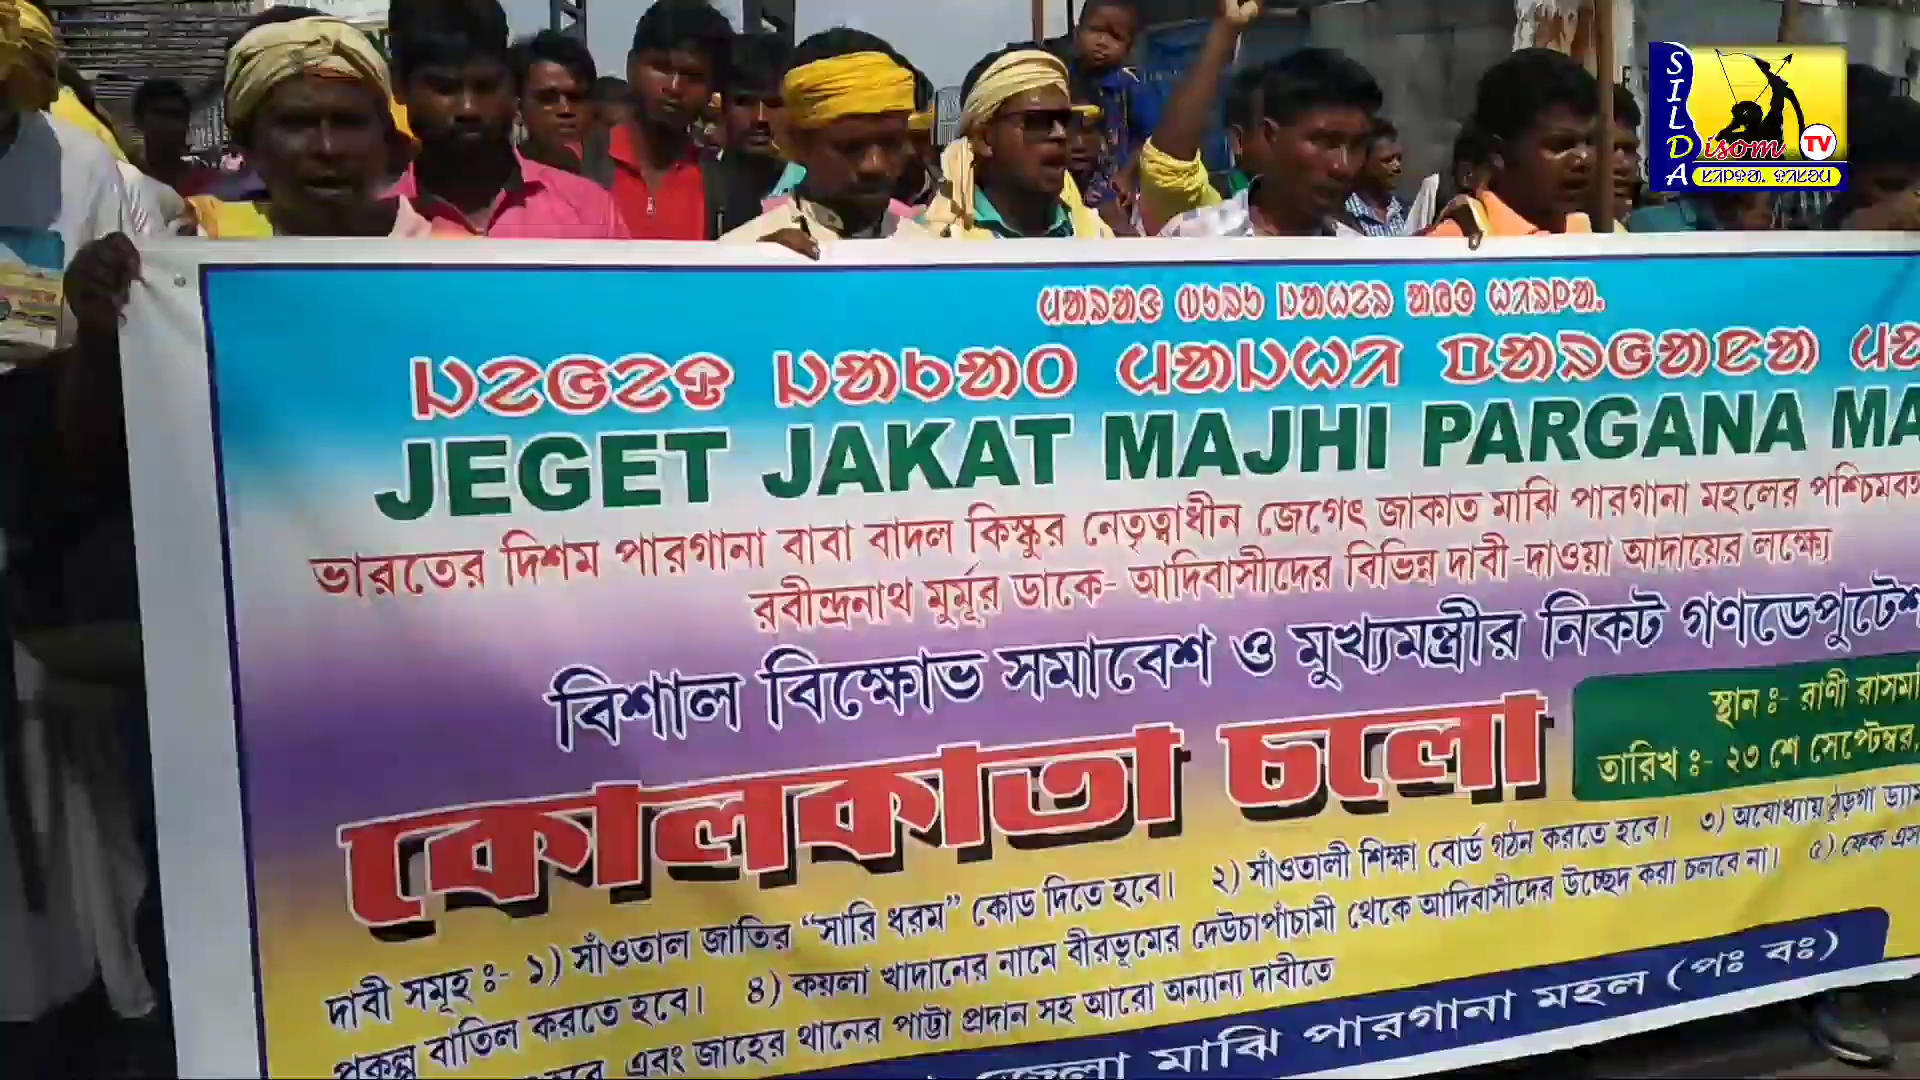 SILDA
Disom TV
JEGET JAKAT MAJHI PARGANA MA
ভারতের দিশম পারগানা বাবা বাদল কিস্কুর নেতৃত্বাধীন জেগেৎ জাকাত মাঝি পারগানা মহলের পশ্চিমবঙ্গ
রবীন্দ্রনাথ মুর্মূর ডাকে- আদিবাসীদের বিভিন্ন দাবী-দাওয়া আদায়ের লক্ষ্যে
বিশাল বিক্ষোভ সমাবেশ ও মুখ্যমন্ত্রীর নিকট গণডেপুটেশ
কোলকাতা চলো
স্থান ঃ- রাণী রাসম
তারিখ ঃ- ২৩ শে সেপ্টেম্বর,
দাবী সমূহ ঃ- ১) সাঁওতাল জাতির “সারি ধরম” কোড দিতে হবে। ২) সাঁওতালী শিক্ষা বোর্ড গঠন করতে হবে। ৩) অযোধ্যায় ঠুড়গা ড্যাম
প্রকল্প বাতিল করতে হবে। ৪) কয়লা খাদানের নামে বীরভূমের দেউচাপাঁচামী থেকে আদিবাসীদের উচ্ছেদ করা চলবে না। ৫) ফেক এস
এবং জাহের থানের পাট্টা প্রদান সহ আরো অন্যান্য দাবীতে
জেলা মাঝি পারগানা মহল (পঃ বঃ)